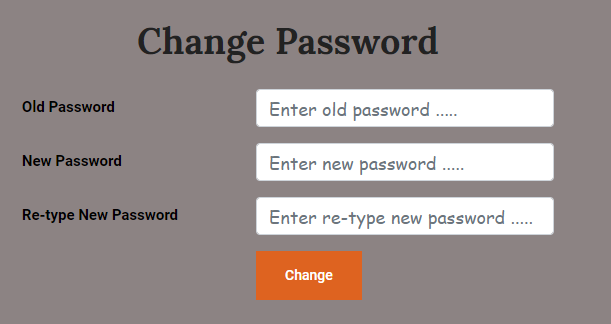 Change Password
Old Password Enter old password .....
New Password Enter new password .....
Re-type New Password Enter re-type new password .....
Change